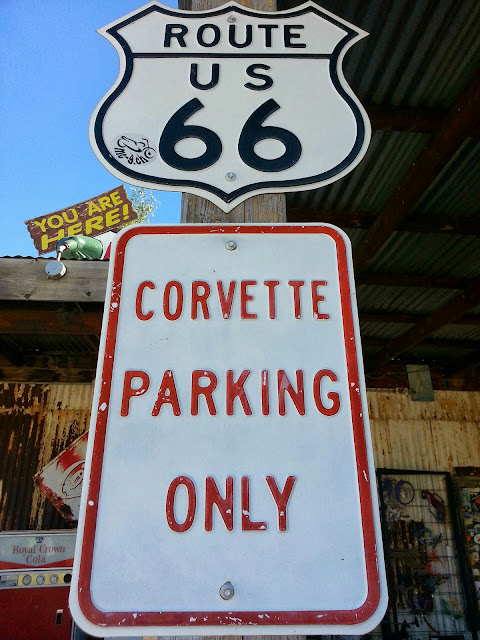 ROUTE
US
66
YOU ARE
HERE!
CORVETTE
PARKING
ONLY
Royal Crown
Cola